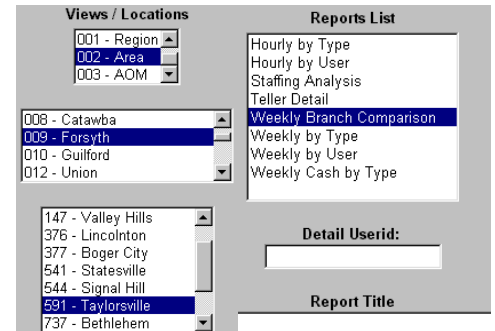 Views / Locations
001 - Region
002 - Area
003 - AOM
008 - Catawba
009 - Forsyth
010 - Guilford
012 - Union
147 - Valley Hills
376 - Lincolnton
377 - Boger City
541 - Statesville
544 - Signal Hill
591 - Taylorsville
737 - Bethlehem
Reports List
Hourly by Type
Hourly by User
Staffing Analysis
Teller Detail
Weekly Branch Comparison
Weekly by Type
Weekly by User
Weekly Cash by Type
Detail Userid:
Report Title